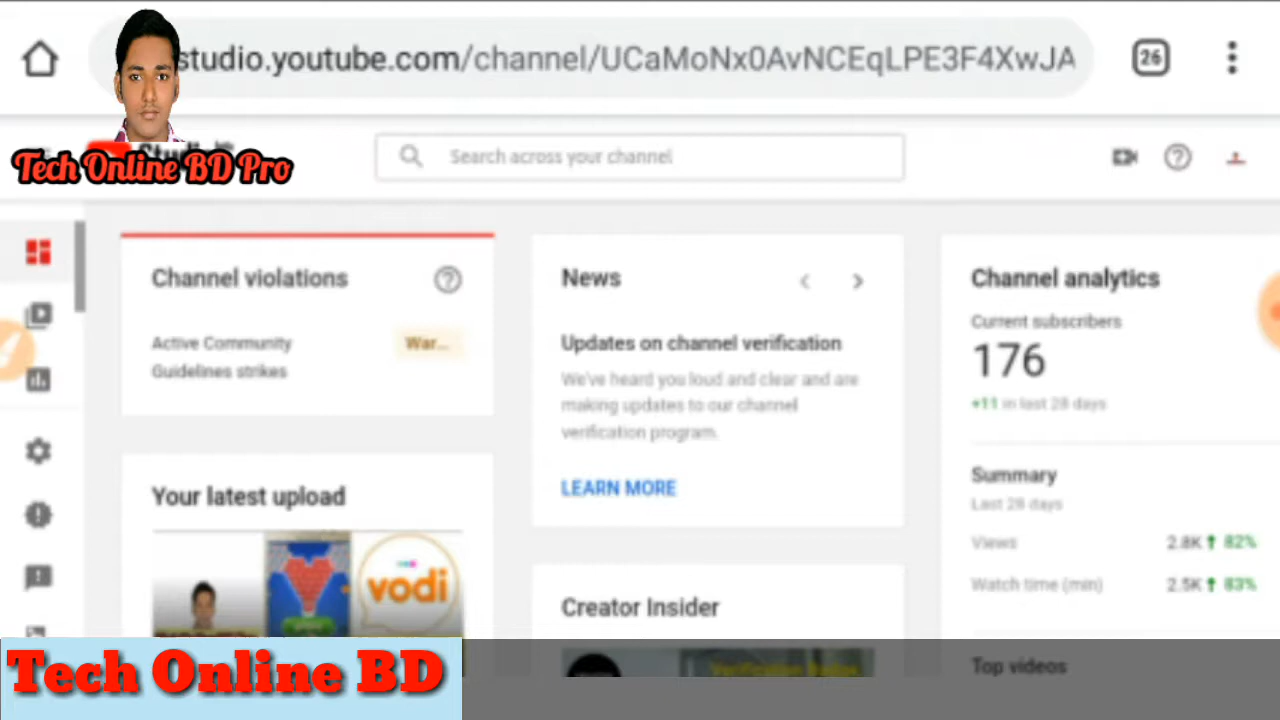 studio.youtube.com/channel/UCaMoNx0AvNCEqLPE3F4XwJA
26
Tech Online BD Pro
Search across your channel
Channel violations
Active Community
Guidelines strikes
War...
News
Updates on channel verification
We've heard you loud and clear and are
making updates to our channel
verification program.
LEARN MORE
Channel analytics
Current subscribers
176
+11 in last 28 days
Summary
Last 28 days
Views 2.8K 82%
Watch time (min) 2.5K 83%
Your latest upload
vodi
Creator Insider
Top videos
Tech Online BD